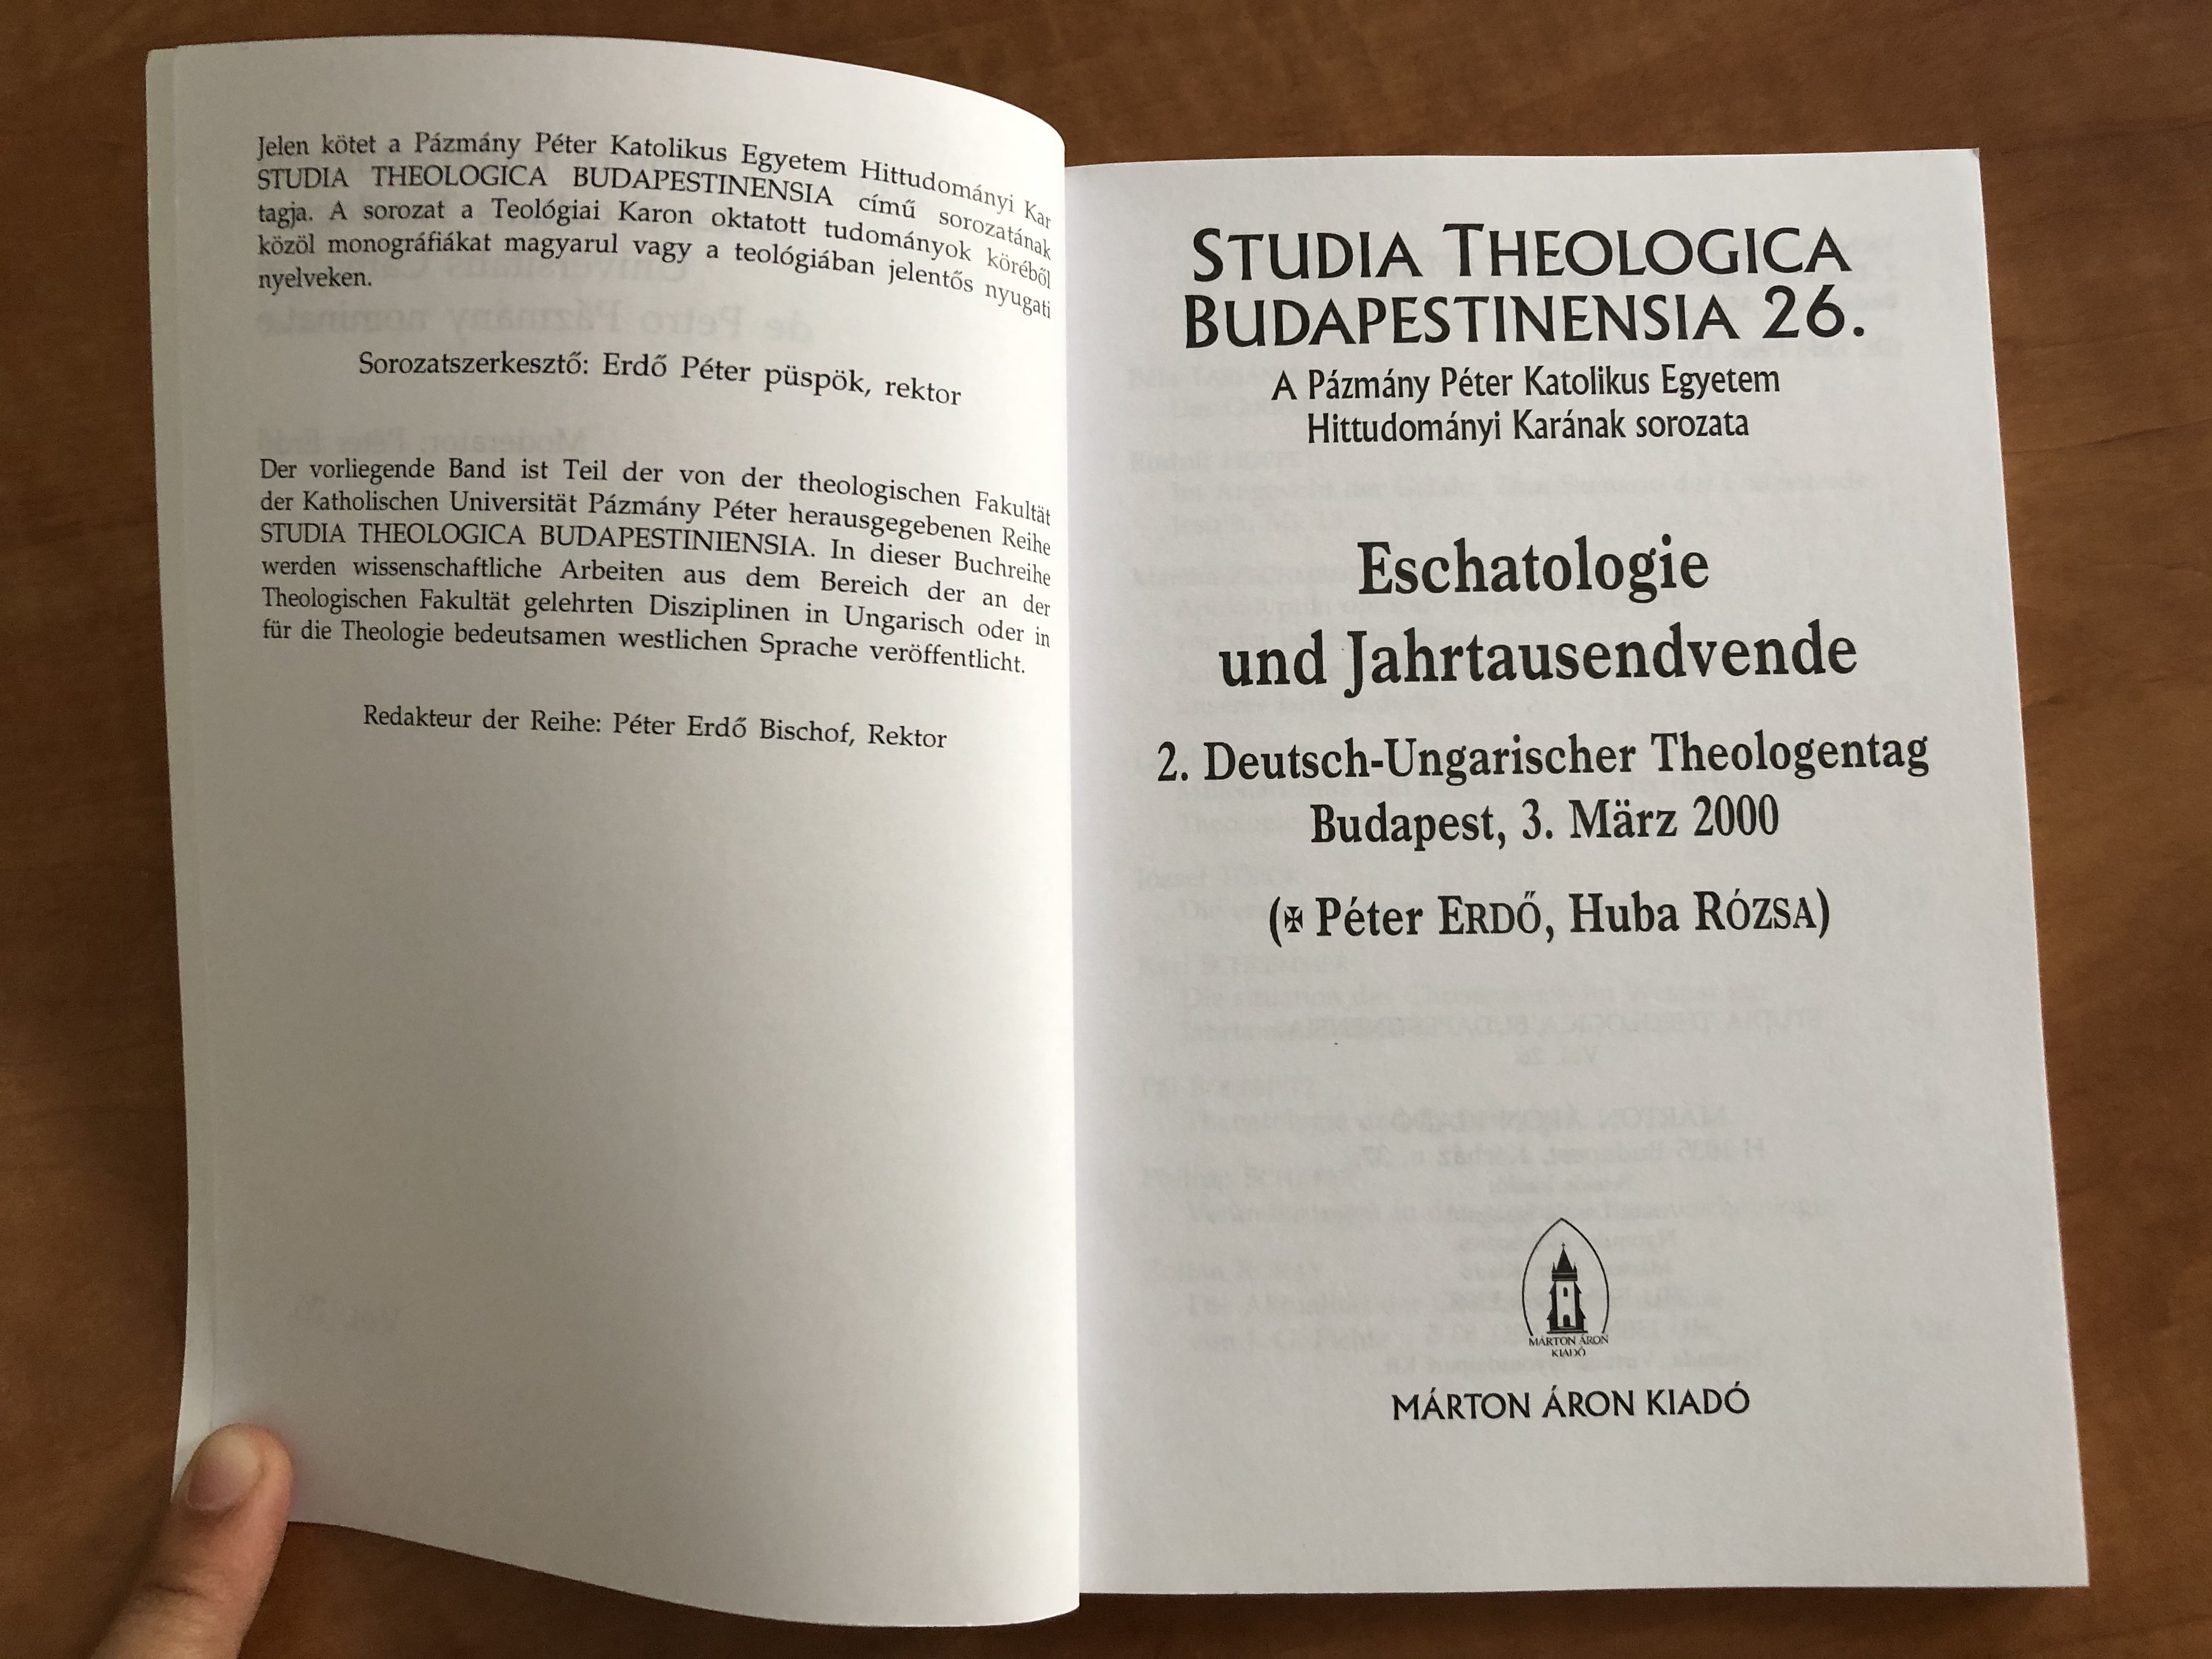 Jelen kötet a Pázmány Péter Katolikus Egyetem Hittudományi Kar
STUDIA THEOLOGICA BUDAPESTINENSIA című sorozatának
tagja. A sorozat a Teológiai Karon oktatott tudományok köréből
közöl monográfiákat magyarul vagy a teológiában jelentős nyugati
nyelveken.
Sorozatszerkesztő: Erdő Péter püspök, rektor
Der vorliegende Band ist Teil der von der theologischen Fakultät
der Katholischen Universität Pázmány Péter herausgegebenen Reihe
STUDIA THEOLOGICA BUDAPESTINIENSIA. In dieser Buchreihe
werden wissenschaftliche Arbeiten aus dem Bereich der an der
Theologischen Fakultät gelehrten Disziplinen in Ungarisch oder in
für die Theologie bedeutsamen westlichen Sprache veröffentlicht.
Redakteur der Reihe: Péter Erdő Bischof, Rektor
STUDIA THEOLOGICA
BUDAPESTINENSIA 26.
A Pázmány Péter Katolikus Egyetem
Hittudományi Karának sorozata
Eschatologie
und Jahrtausendvende
2. Deutsch-Ungarischer Theologentag
Budapest, 3. März 2000
(✠ Péter ERDŐ, Huba RÓZSA)
MÁRTON ÁRON
KIADÓ
MÁRTON ÁRON KIADÓ